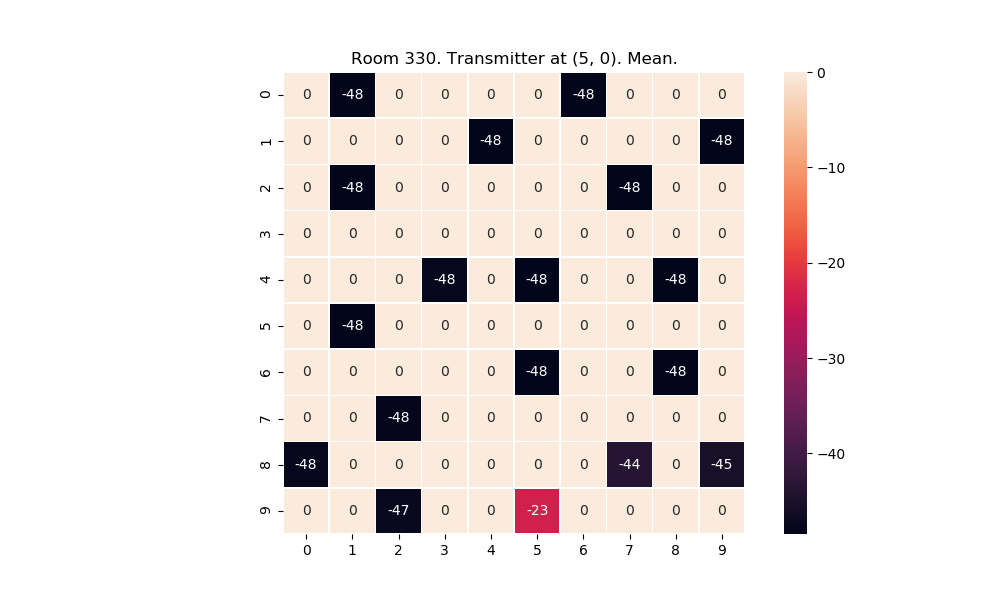 Room 330. Transmitter at (5, 0). Mean.
0 0 -48 0 0 0 0 -48 0 0 0
1 0 0 0 0 -48 0 0 0 0 -48
2 0 -48 0 0 0 0 0 -48 0 0
3 0 0 0 0 0 0 0 0 0 0
4 0 0 0 -48 0 -48 0 0 -48 0
5 0 -48 0 0 0 0 0 0 0 0
6 0 0 0 0 0 -48 0 0 -48 0
7 0 0 -48 0 0 0 0 0 0 0
8 -48 0 0 0 0 0 0 -44 0 -45
9 0 0 -47 0 0 -23 0 0 0 0
0 1 2 3 4 5 6 7 8 9
0
−10
−20
−30
−40